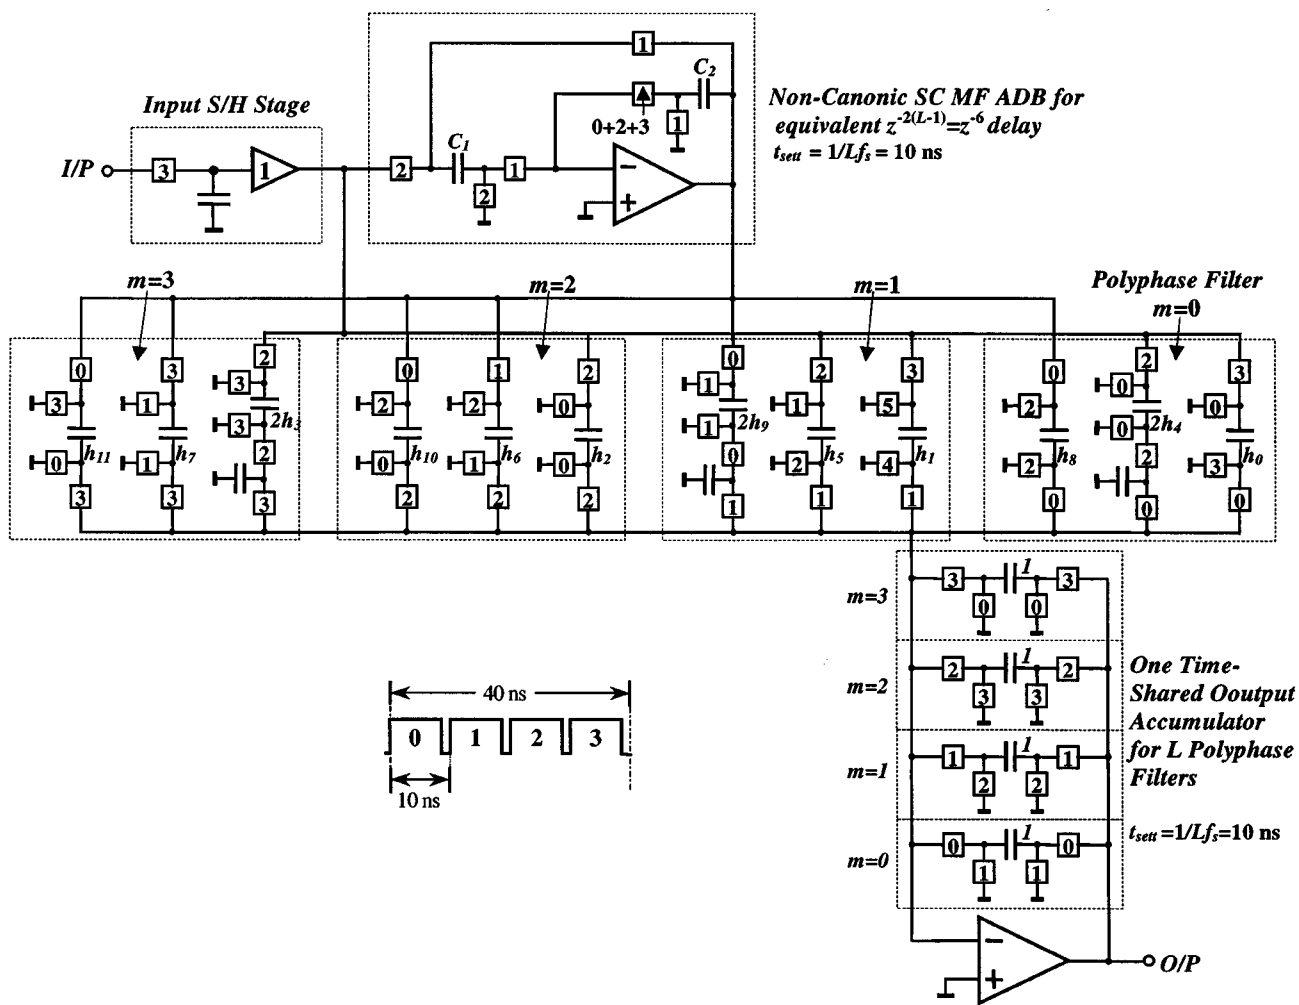 Input S/H Stage
I/P
3
1
1
C2
0+2+3
1
C1
2
1
2
Non-Canonic SC MF ADB for
equivalent z^-2(L-1)=z^-6 delay
t_sett = 1/Lf_s = 10 ns
m=3
m=2
m=1
Polyphase Filter
m=0
0 3 2 0 1 2 0 2 3 0 2 3
3 1 3 2 2 0 1 1 5 2 0 0
3 1 0
h11 h7 2h3 h10 h6 h2 2h9 h5 h1 h8 2h4 h0
0 1 2 0 1 0 0 2 4 2 2 3
3 3 3 2 2 2 1 1 1 0 0 0
m=3
3 1 3
0 0
m=2
2 1 2
3 3
m=1
1 1 1
2 2
m=0
0 1 0
1 1
One Time-
Shared Ooutput
Accumulator
for L Polyphase
Filters
t_sett =1/Lf_s=10 ns
O/P
40 ns
0 1 2 3
10 ns